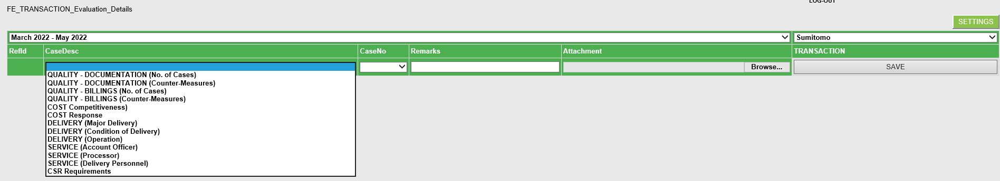 LOG-OUT
FE_TRANSACTION_Evaluation_Details
SETTINGS
March 2022 - May 2022 Sumitomo
RefId CaseDesc CaseNo Remarks Attachment TRANSACTION
Browse... SAVE
QUALITY - DOCUMENTATION (No. of Cases)
QUALITY - DOCUMENTATION (Counter-Measures)
QUALITY - BILLINGS (No. of Cases)
QUALITY - BILLINGS (Counter-Measures)
COST Competitiveness)
COST Response
DELIVERY (Major Delivery)
DELIVERY (Condition of Delivery)
DELIVERY (Operation)
SERVICE (Account Officer)
SERVICE (Processor)
SERVICE (Delivery Personnel)
CSR Requirements